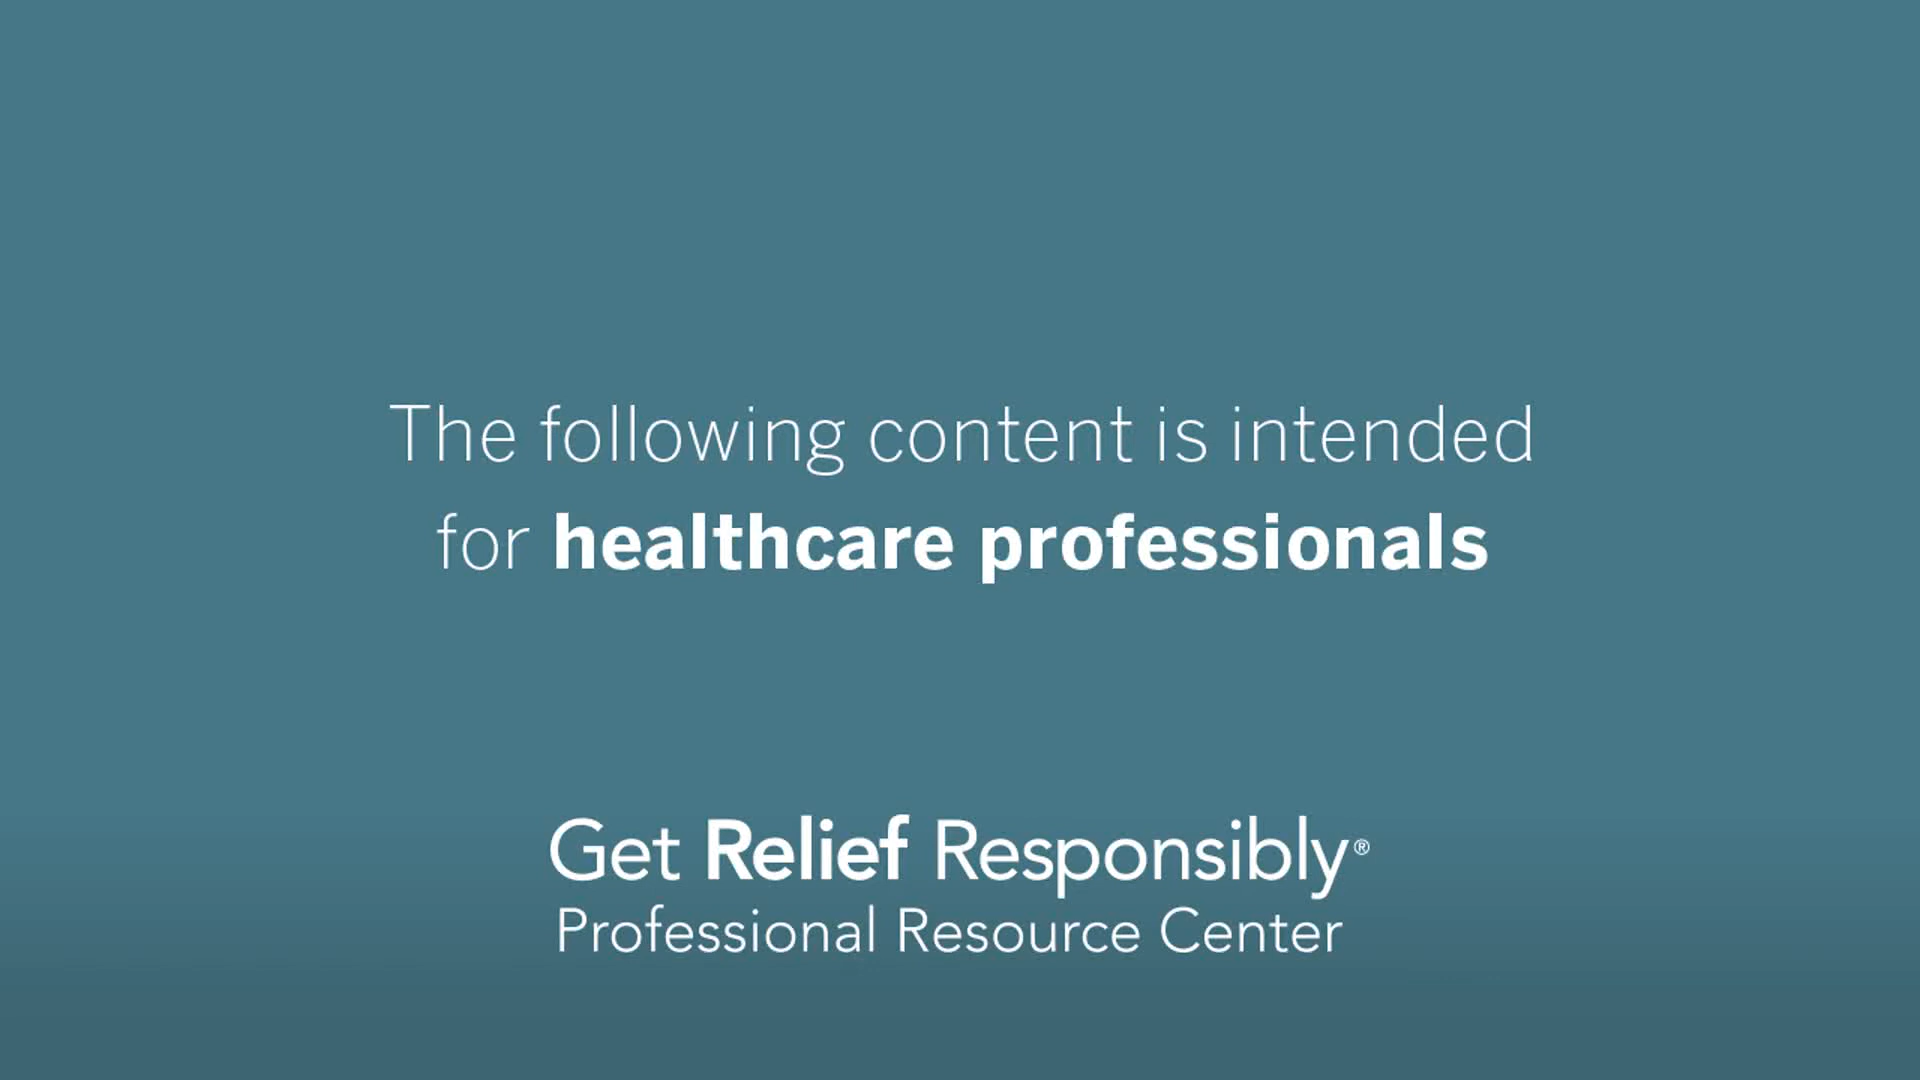 The following content is intended
for healthcare professionals
Get Relief Responsibly®
Professional Resource Center